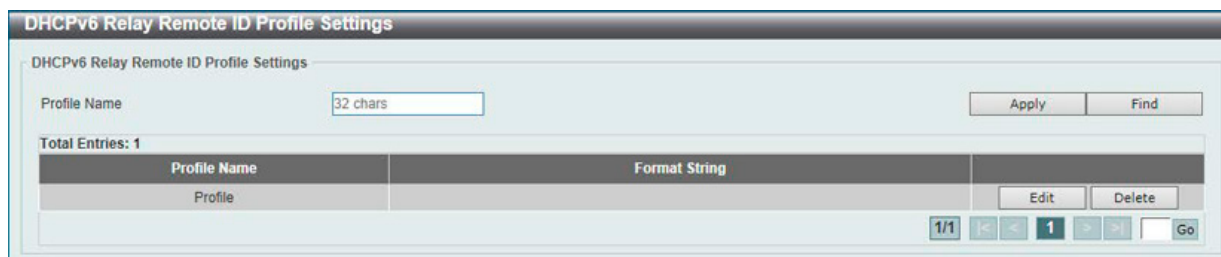 DHCPv6 Relay Remote ID Profile Settings
DHCPv6 Relay Remote ID Profile Settings
Profile Name 32 chars Apply Find
Total Entries: 1
Profile Name Format String
Profile Edit Delete
1/1 |< < 1 > >| Go